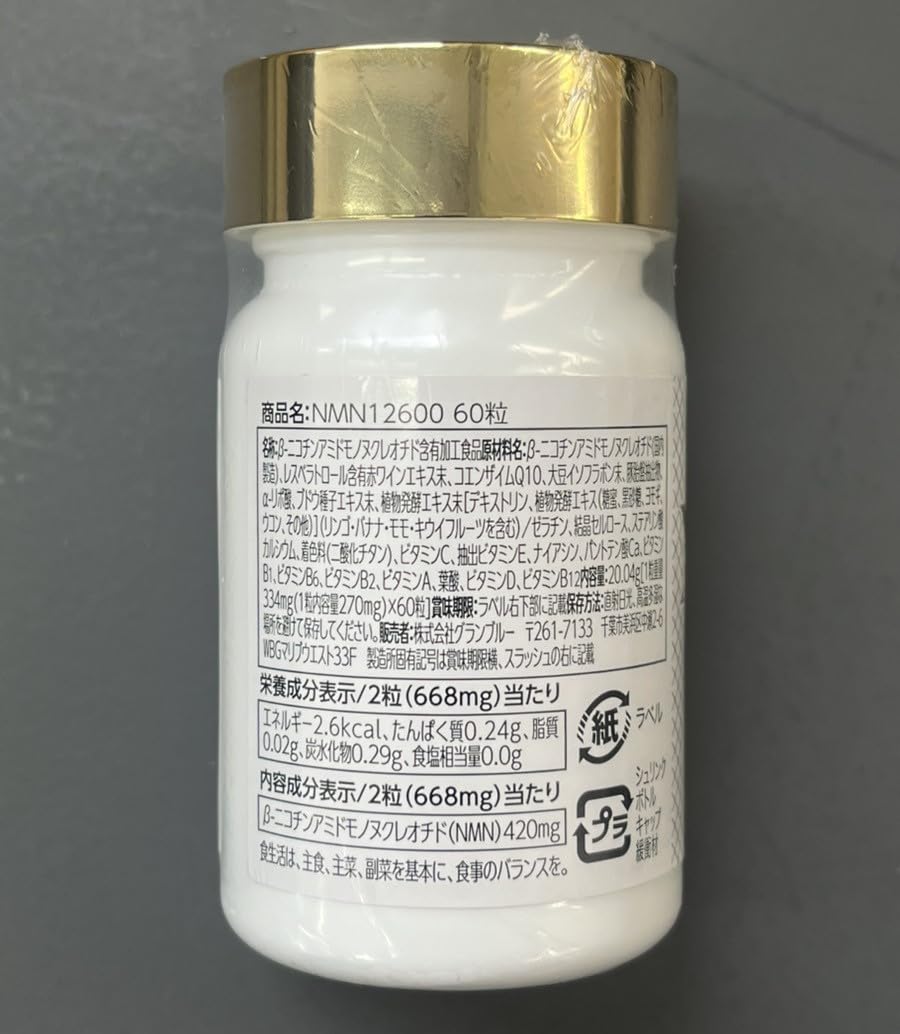 商品名:NMN12600 60粒
名称:β-ニコチンアミドモノヌクレオチド含有加工食品原材料名:β-ニコチンアミドモノヌクレオチド(国内
製造)、レスベラトロール含有赤ワインエキス末、コエンザイムQ10、大豆イソフラボン末、豚胎盤抽出物、
α-リポ酸、ブドウ種子エキス末、植物発酵エキス末[デキストリン、植物発酵エキス(糖蜜、黒砂糖、ヨモギ、
ウコン、その他)](リンゴ・バナナ・モモ・キウイフルーツを含む)/ゼラチン、結晶セルロース、ステアリン酸
カルシウム、着色料(二酸化チタン)、ビタミンC、抽出ビタミンE、ナイアシン、パントテン酸Ca、ビタミン
B1、ビタミンB6、ビタミンB2、ビタミンA、葉酸、ビタミンD、ビタミンB12内容量:20.04g[1粒重量
334mg(1粒内容量270mg)×60粒]賞味期限:ラベル右下部に記載保存方法:直射日光、高温多湿な
場所を避けて保存してください。販売者:株式会社グランブルー 〒261-7133 千葉市美浜区中瀬2-6
WBGマリブウエスト33F 製造所固有記号は賞味期限横、スラッシュの右に記載
栄養成分表示/2粒(668mg)当たり
エネルギー2.6kcal、たんぱく質0.24g、脂質
0.02g、炭水化物0.29g、食塩相当量0.0g
内容成分表示/2粒(668mg)当たり
β-ニコチンアミドモノヌクレオチド(NMN)420mg
食生活は、主食、主菜、副菜を基本に、食事のバランスを。
紙
ラベル
プラ
シュリンク
ボトル
キャップ
緩衝材